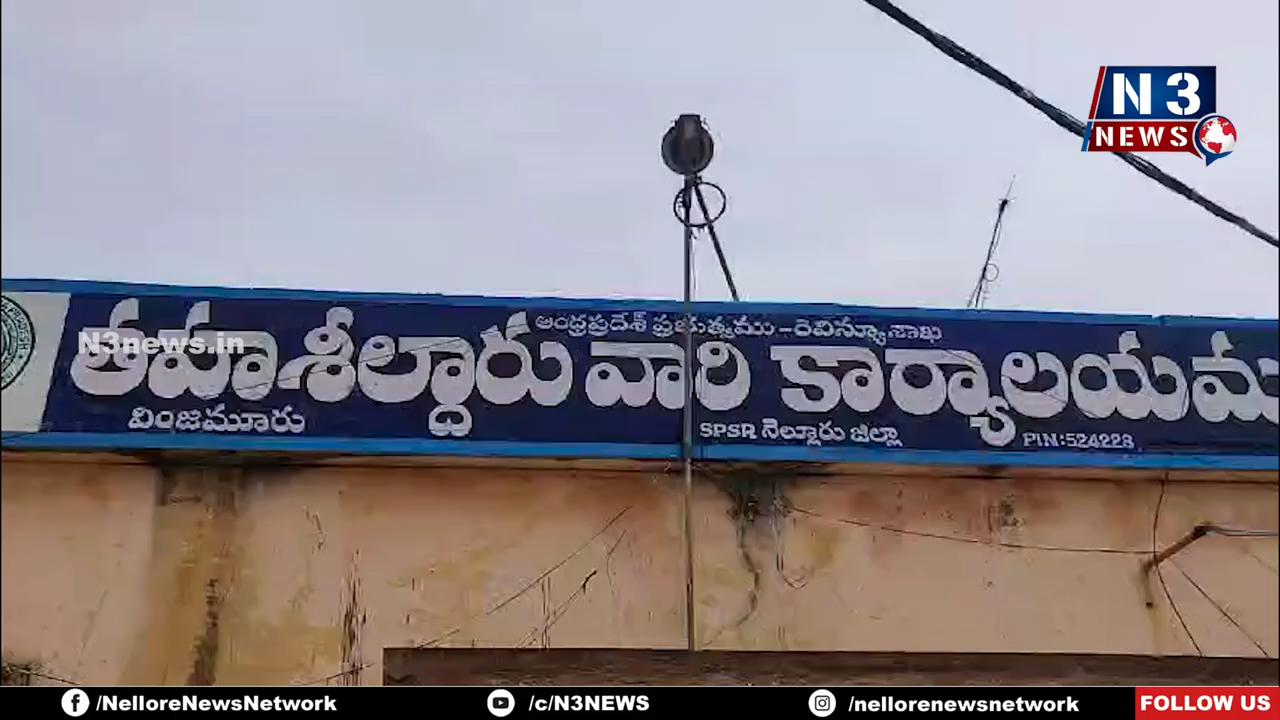 N3
NEWS
ఆంధ్రప్రదేశ్ ప్రభుత్వము - రెవిన్యూశాఖ
N3news.in
తహాశీల్దారు వారి కార్యాలయము
వింజమూరు
SPSR నెల్లూరు జిల్లా
PIN:524228
/NelloreNewsNetwork
/c/N3NEWS
/nellorenewsnetwork
FOLLOW US